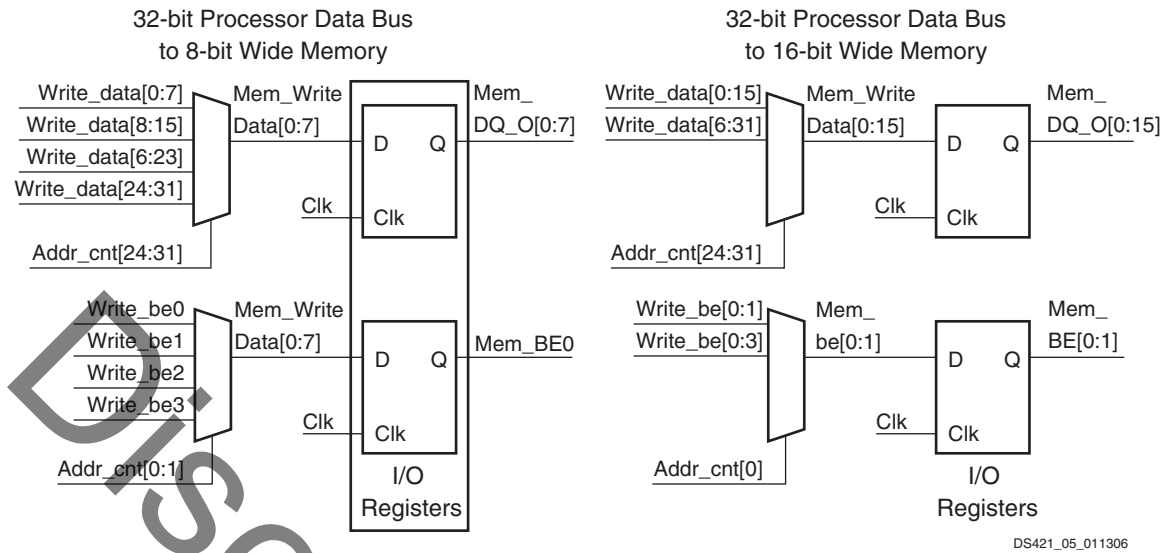 32-bit Processor Data Bus
to 8-bit Wide Memory
Write_data[0:7]
Write_data[8:15]
Write_data[6:23]
Write_data[24:31]
Addr_cnt[24:31]
Mem_Write
Data[0:7]
D Q
Clk
Clk
Mem_
DQ_O[0:7]
Write_be0
Write_be1
Write_be2
Write_be3
Addr_cnt[0:1]
Mem_Write
Data[0:7]
D Q
Clk
Clk
Mem_BE0
I/O
Registers
32-bit Processor Data Bus
to 16-bit Wide Memory
Write_data[0:15]
Write_data[6:31]
Addr_cnt[24:31]
Mem_Write
Data[0:15]
D Q
Clk
Clk
Mem_
DQ_O[0:15]
Write_be[0:1]
Write_be[0:3]
Addr_cnt[0]
Mem_
be[0:1]
D Q
Clk
Clk
Mem_
BE[0:1]
I/O
Registers
DS421_05_011306
Disc